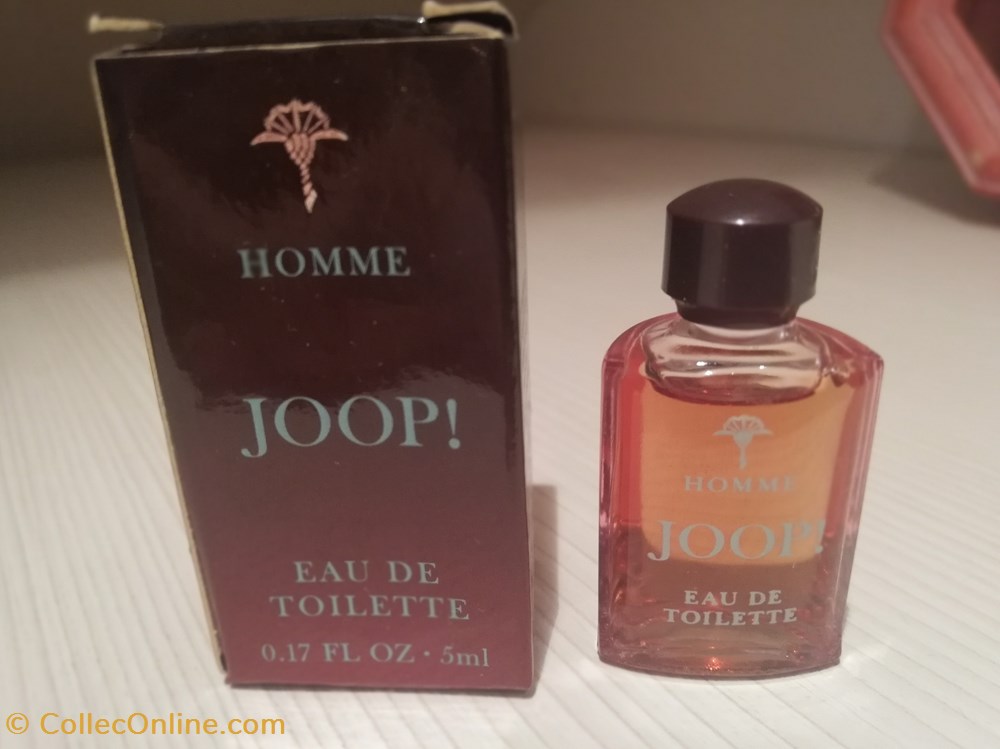 HOMME
JOOP!
EAU DE
TOILETTE
0.17 FL OZ · 5ml
HOMME
JOOP!
EAU DE
TOILETTE
© CollecOnline.com